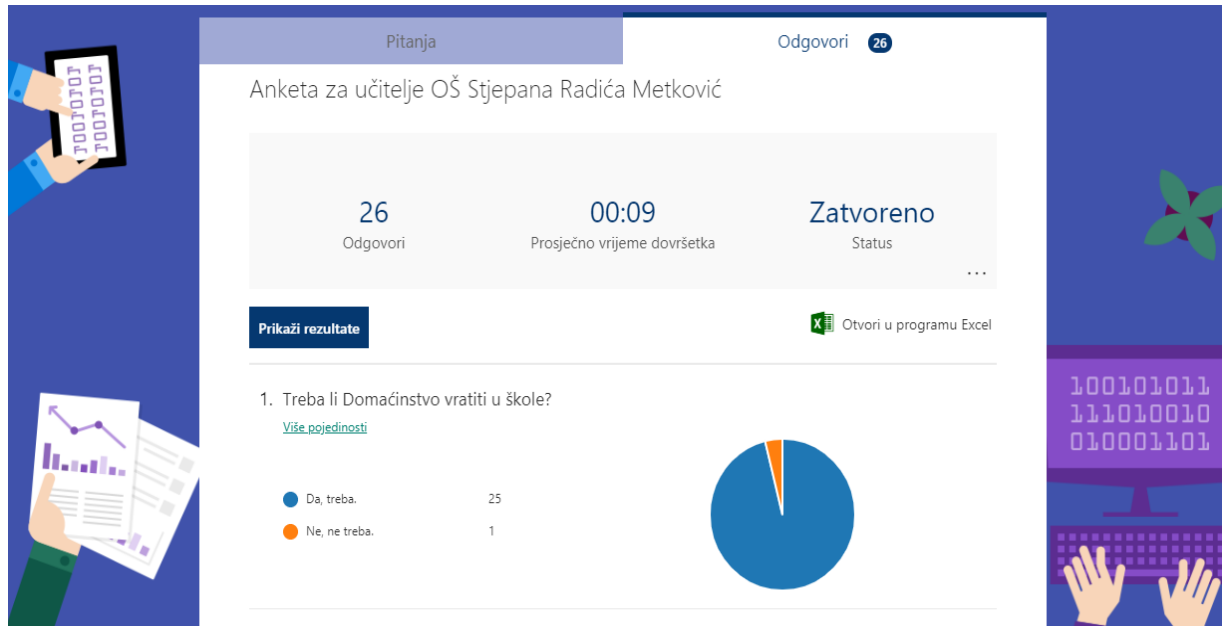 Pitanja
Odgovori 26
Anketa za učitelje OŠ Stjepana Radića Metković
26
Odgovori
00:09
Prosječno vrijeme dovršetka
Zatvoreno
Status
...
Prikaži rezultate
Otvori u programu Excel
1. Treba li Domaćinstvo vratiti u škole?
Više pojedinosti
Da, treba. 25
Ne, ne treba. 1
100101011
111010010
010001101